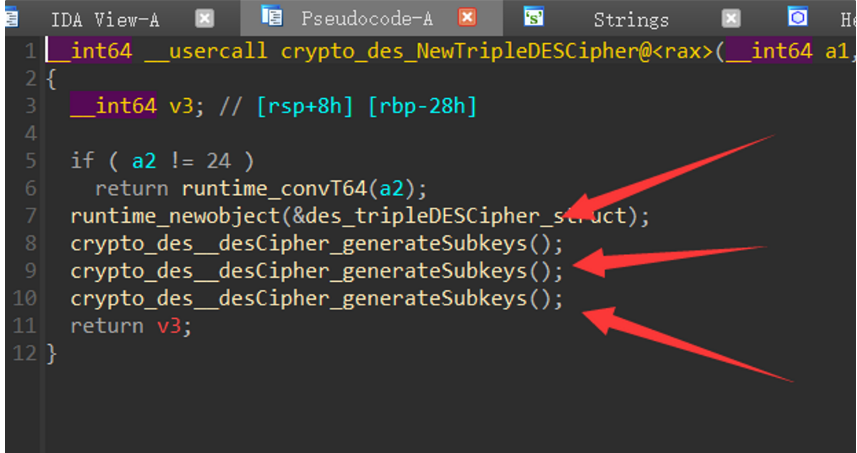 IDA View-A Pseudocode-A 's' Strings He
1 __int64 __usercall crypto_des_NewTripleDESCipher@<rax>(__int64 a1,
2 {
3 __int64 v3; // [rsp+8h] [rbp-28h]
4
5 if ( a2 != 24 )
6 return runtime_convT64(a2);
7 runtime_newobject(&des_tripleDESCipher_struct);
8 crypto_des__desCipher_generateSubkeys();
9 crypto_des__desCipher_generateSubkeys();
10 crypto_des__desCipher_generateSubkeys();
11 return v3;
12 }